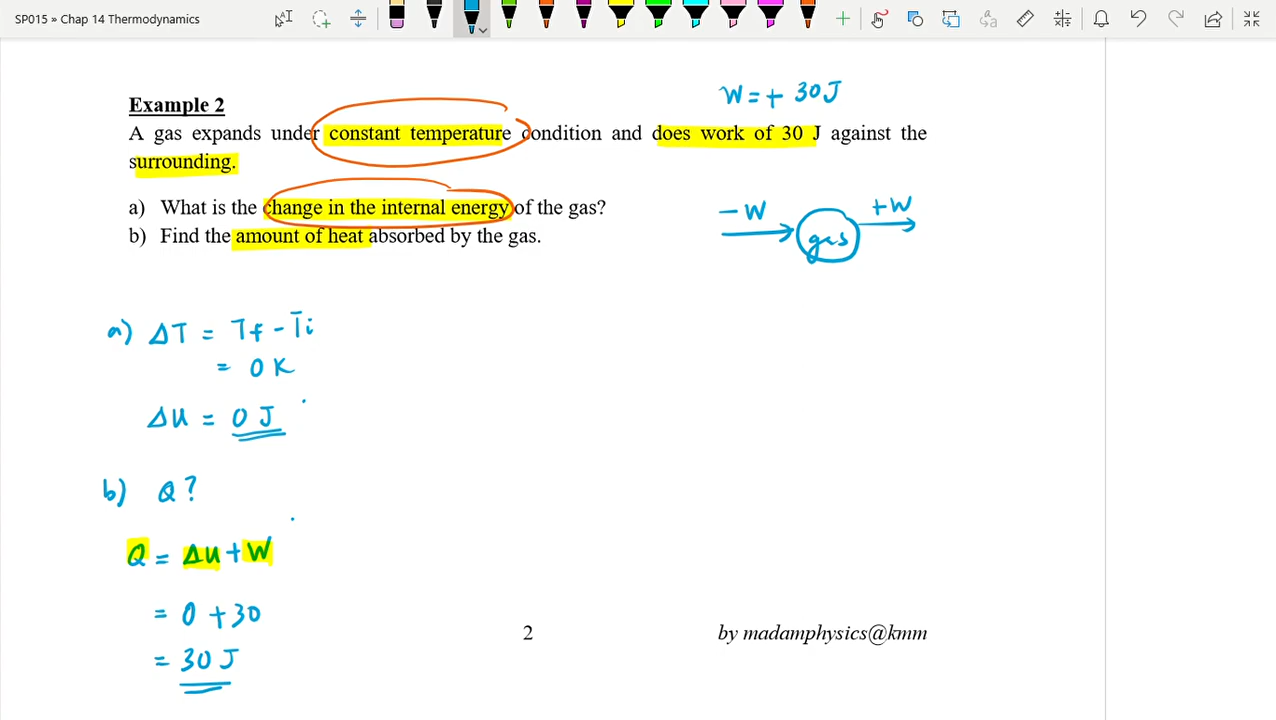 SP015 » Chap 14 Thermodynamics
Example 2
W = + 30 J
A gas expands under constant temperature condition and does work of 30 J against the
surrounding.
a) What is the change in the internal energy of the gas?
b) Find the amount of heat absorbed by the gas.
-W gas +W
a) ΔT = Tf - Ti
= 0 K
ΔU = 0 J
b) Q?
Q = ΔU + W
= 0 + 30
= 30 J
2
by madamphysics@kmm